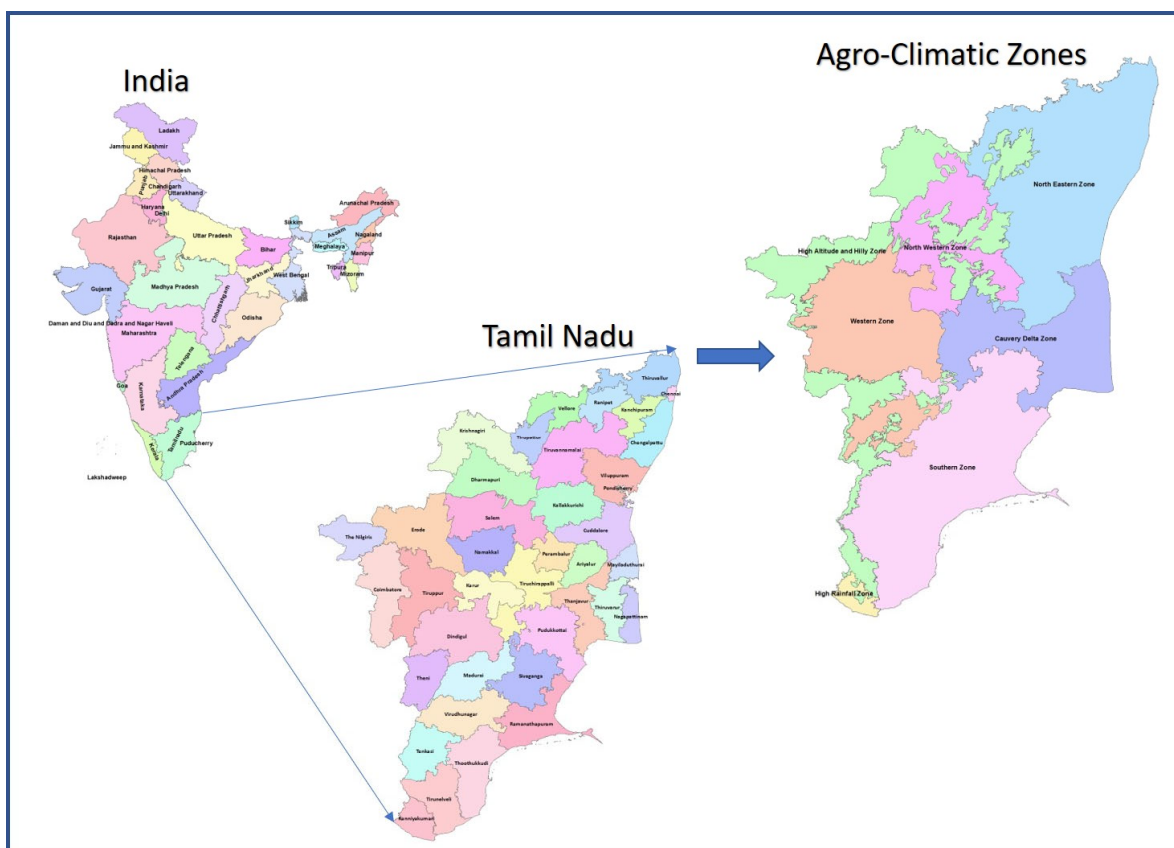 India
Ladakh
Jammu and Kashmir
Himachal Pradesh
Punjab
Chandigarh
Uttarakhand
Haryana
Delhi
Rajasthan
Uttar Pradesh
Bihar
Sikkim
Arunachal Pradesh
Assam
Nagaland
Meghalaya
Manipur
Tripura
Mizoram
Gujarat
Madhya Pradesh
Jharkhand
West Bengal
Chhattisgarh
Odisha
Daman and Diu and Dadra and Nagar Haveli
Maharashtra
Telangana
Goa
Karnataka
Andhra Pradesh
Tamilnadu
Puducherry
Kerala
Lakshadweep
Tamil Nadu
Thiruvallur
Chennai
Ranipet
Vellore
Kanchipuram
Chengalpattu
Krishnagiri
Tirupattur
Tiruvannamalai
Dharmapuri
Viluppuram
Pondicherry
Kallakkurichi
Salem
Erode
Cuddalore
The Nilgiris
Namakkal
Perambalur
Ariyalur
Mayiladuthurai
Coimbatore
Tiruppur
Karur
Tiruchirappalli
Thanjavur
Thiruvarur
Nagapattinam
Dindigul
Pudukkottai
Theni
Madurai
Sivaganga
Virudhunagar
Ramanathapuram
Tenkasi
Thoothukkudi
Tirunelveli
Kanniyakumari
Agro-Climatic Zones
North Eastern Zone
High Altitude and Hilly Zone
North Western Zone
Western Zone
Cauvery Delta Zone
Southern Zone
High Rainfall Zone